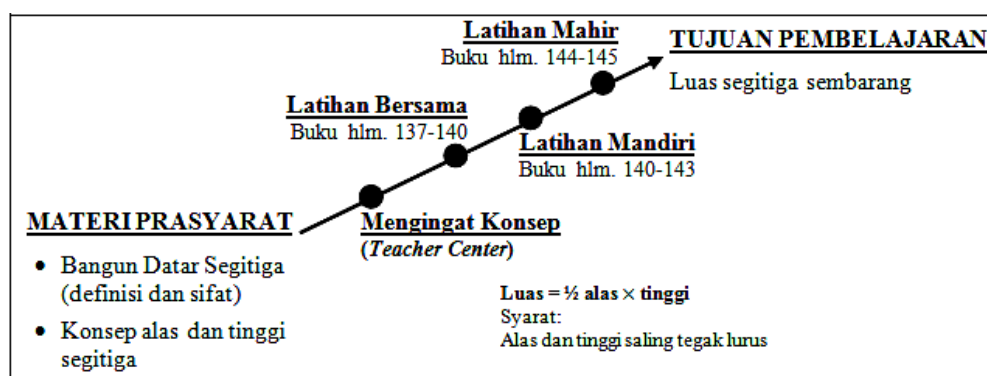 Latihan Mahir
Buku hlm. 144-145
TUJUAN PEMBELAJARAN
Luas segitiga sembarang
Latihan Bersama
Buku hlm. 137-140
Latihan Mandiri
Buku hlm. 140-143
MATERI PRASYARAT
• Bangun Datar Segitiga
(definisi dan sifat)
• Konsep alas dan tinggi
segitiga
Mengingat Konsep
(Teacher Center)
Luas = ½ alas × tinggi
Syarat:
Alas dan tinggi saling tegak lurus